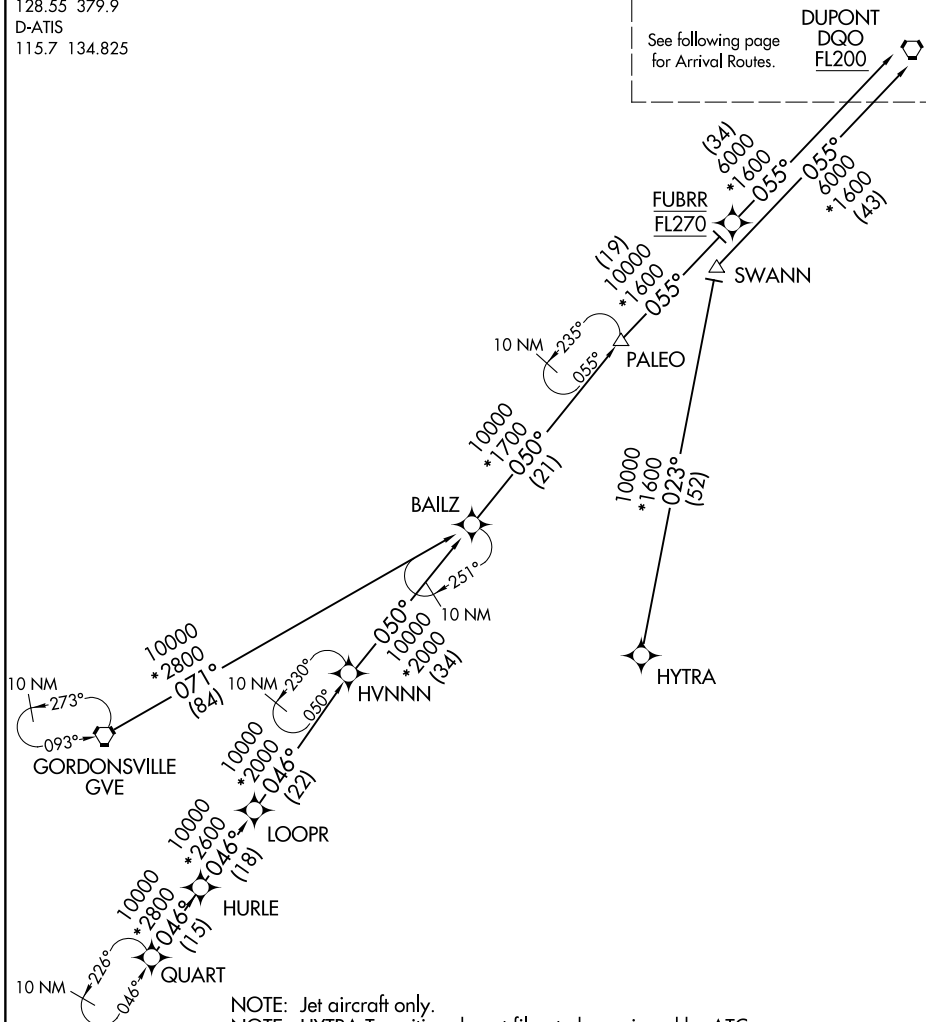 128.55 379.9
D-ATIS
115.7 134.825
See following page
for Arrival Routes.
DUPONT
DQO
FL200
(34)
6000
*1600
055°
055°
6000
*1600
(43)
FUBRR
FL270
SWANN
(19)
10000
*1600
055°
10 NM
235°
055°
PALEO
10000
*1700
050°
(21)
10000
*1600
023°
(52)
BAILZ
251°
10 NM
050°
10000
*2000
(34)
HYTRA
10000
*2800
071°
(84)
10 NM
230°
050°
HVNNN
10 NM
273°
093°
GORDONSVILLE
GVE
10000
*2000
046°
(22)
LOOPR
10000
*2600
046°
(18)
HURLE
10000
*2800
046°
(15)
QUART
10 NM
226°
046°
NOTE: Jet aircraft only.